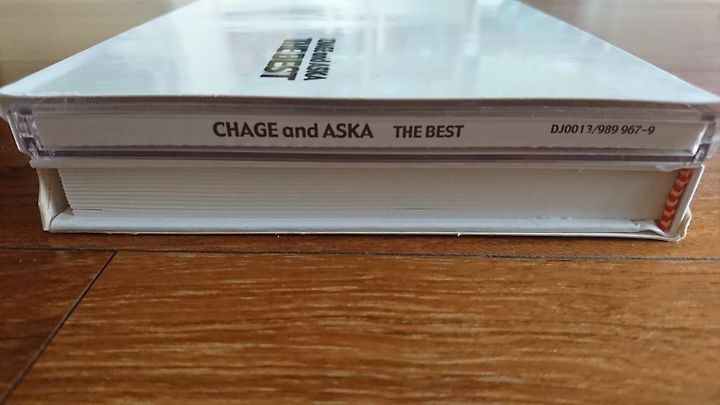 CHAGE and ASKA
THE BEST
CHAGE and ASKA THE BEST DJ0013/989 967-9